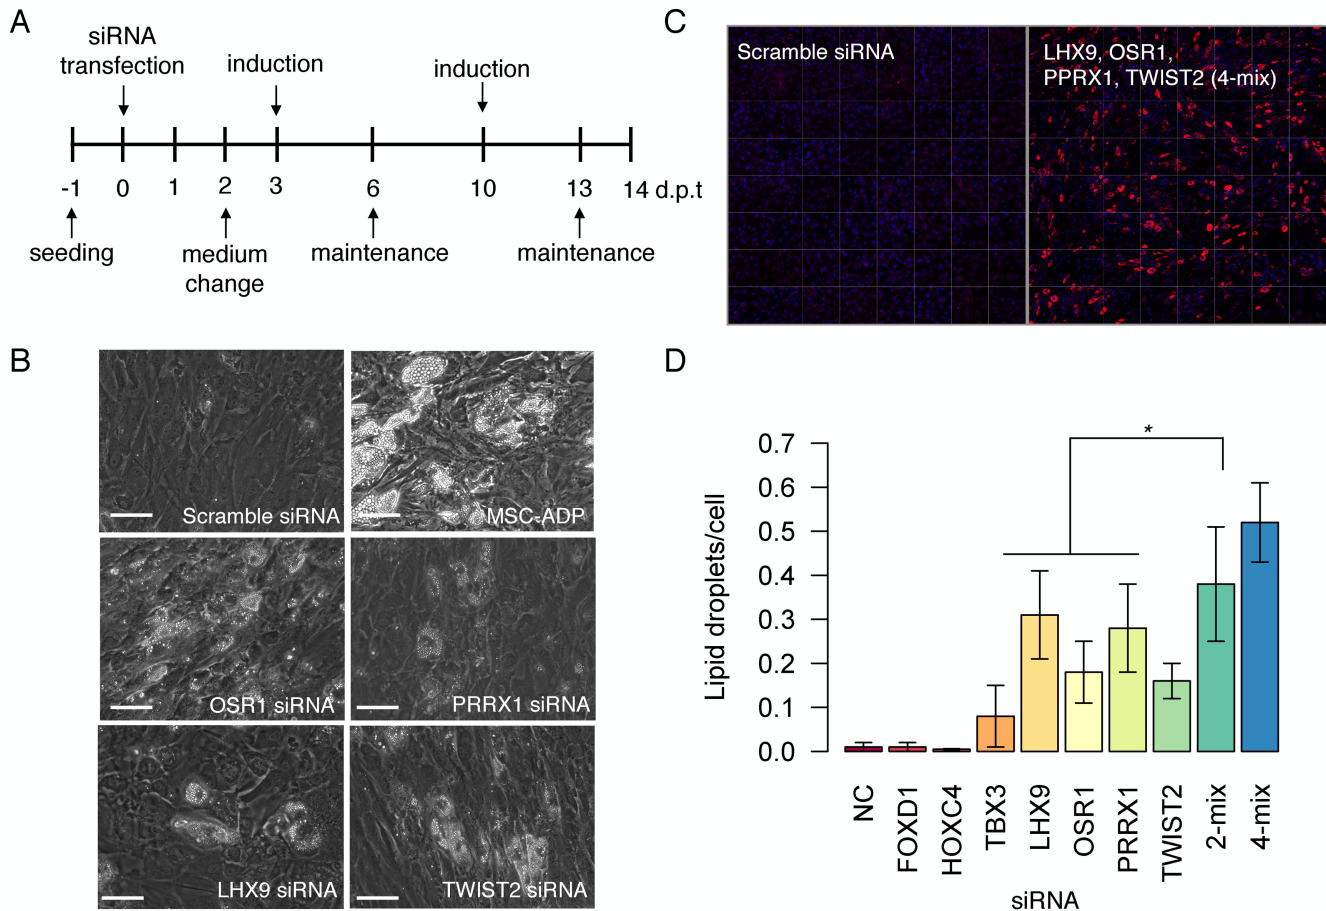 A
siRNA
transfection
induction
induction
-1 0 1 2 3 6 10 13 14 d.p.t
seeding
medium
change
maintenance
maintenance
B
Scramble siRNA
MSC-ADP
OSR1 siRNA
PRRX1 siRNA
LHX9 siRNA
TWIST2 siRNA
C
Scramble siRNA
LHX9, OSR1,
PPRX1, TWIST2 (4-mix)
D
*
Lipid droplets/cell
0.7
0.6
0.5
0.4
0.3
0.2
0.1
0.0
NC
FOXD1
HOXC4
TBX3
LHX9
OSR1
PRRX1
TWIST2
2-mix
4-mix
siRNA